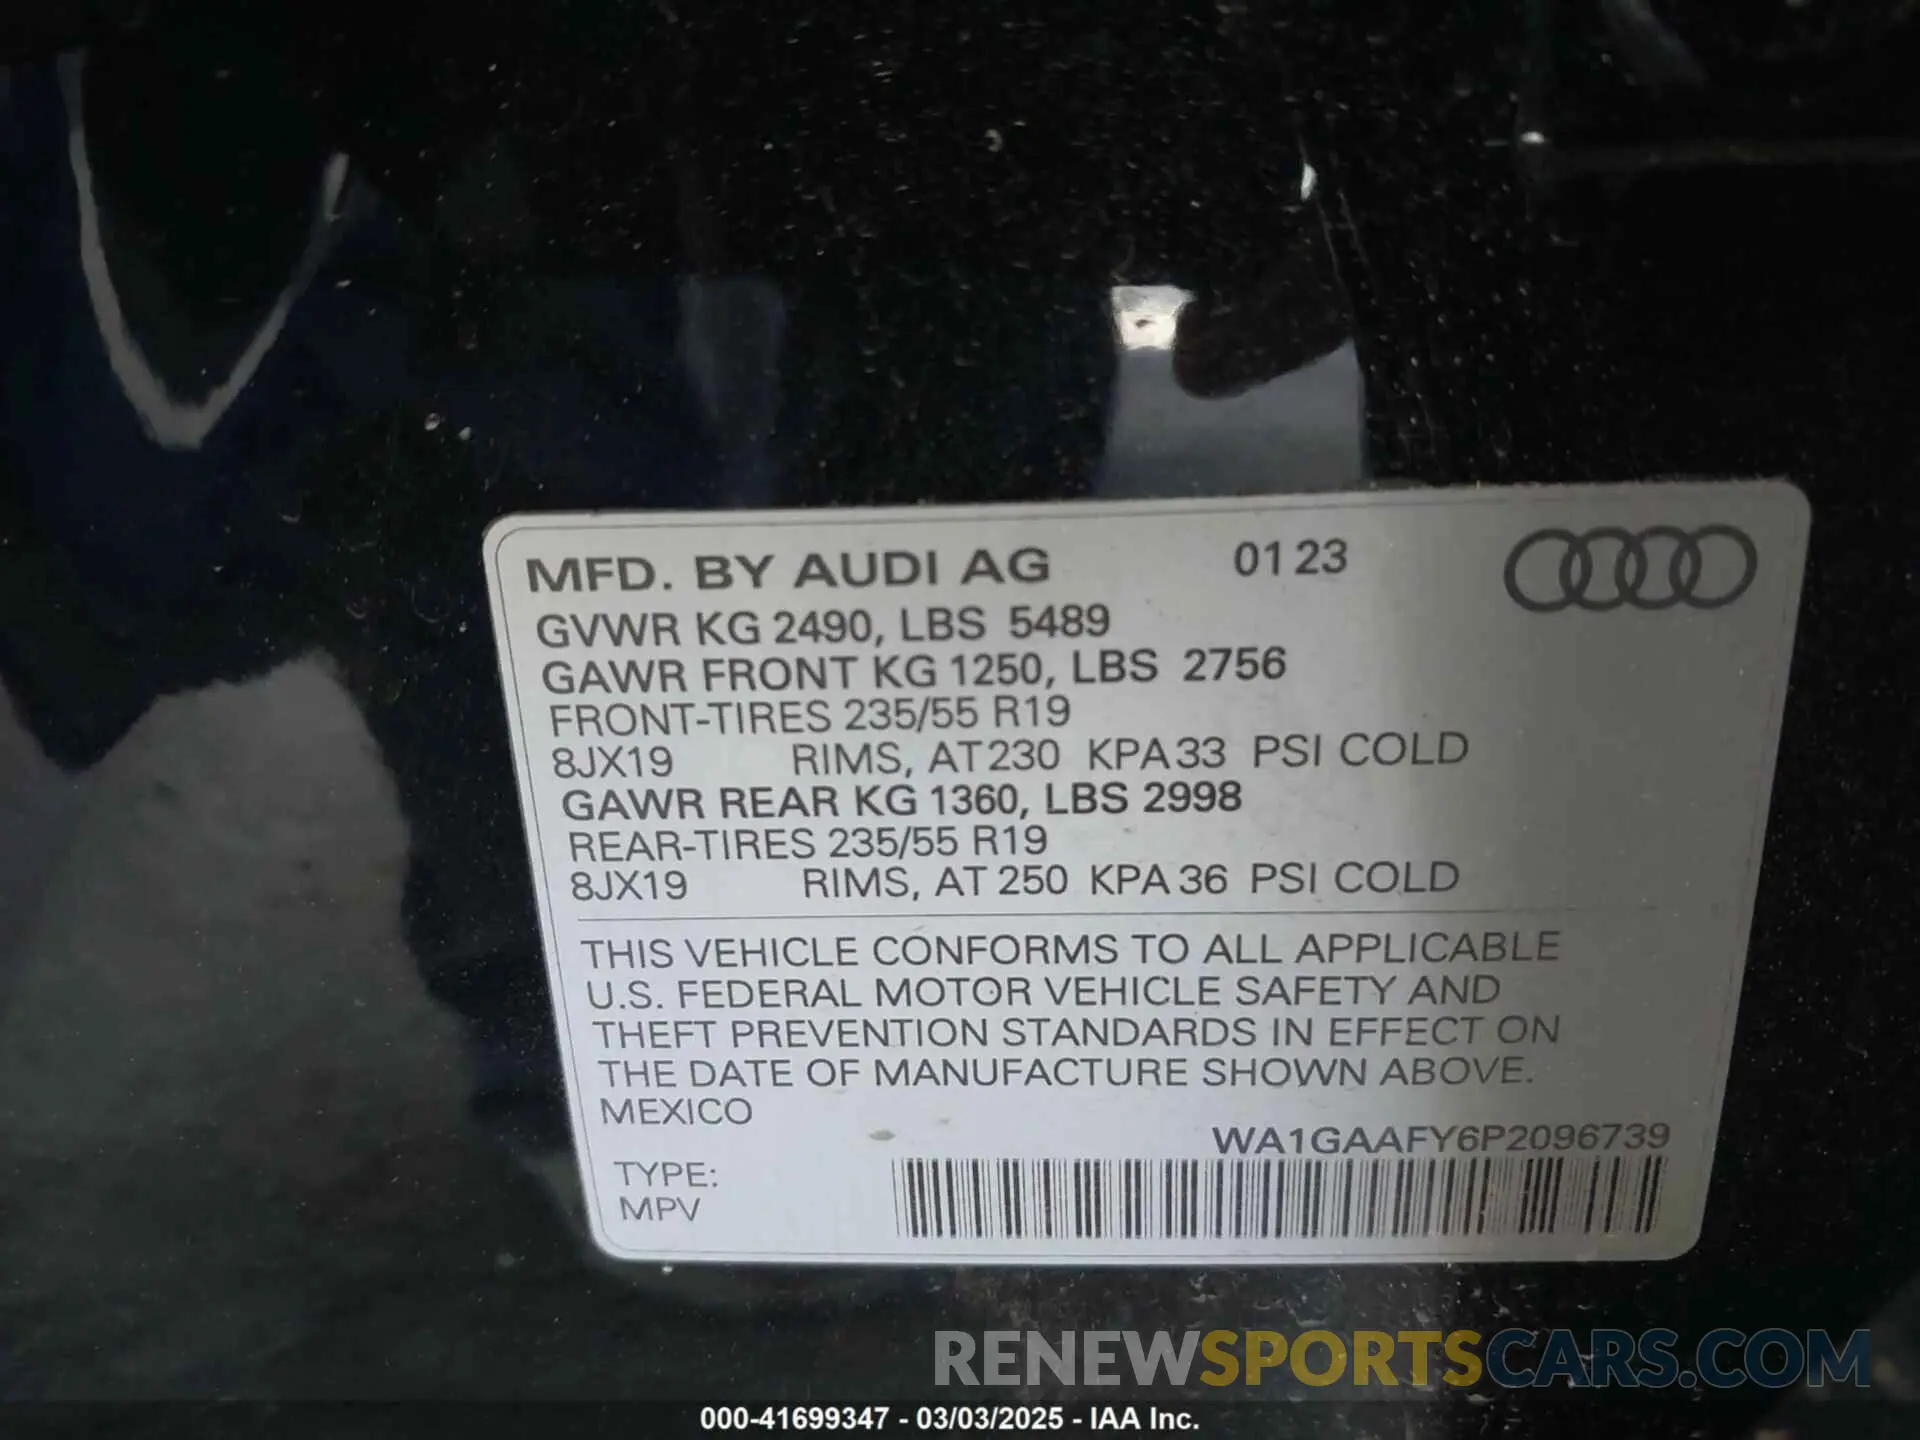 MFD. BY AUDI AG 01 23
GVWR KG 2490, LBS 5489
GAWR FRONT KG 1250, LBS 2756
FRONT-TIRES 235/55 R19
8JX19 RIMS, AT 230 KPA 33 PSI COLD
GAWR REAR KG 1360, LBS 2998
REAR-TIRES 235/55 R19
8JX19 RIMS, AT 250 KPA 36 PSI COLD
THIS VEHICLE CONFORMS TO ALL APPLICABLE
U.S. FEDERAL MOTOR VEHICLE SAFETY AND
THEFT PREVENTION STANDARDS IN EFFECT ON
THE DATE OF MANUFACTURE SHOWN ABOVE.
MEXICO
WA1GAAFY6P2096739
TYPE:
MPV
RENEWSPORTSCARS.COM
000-41699347 - 03/03/2025 - IAA Inc.